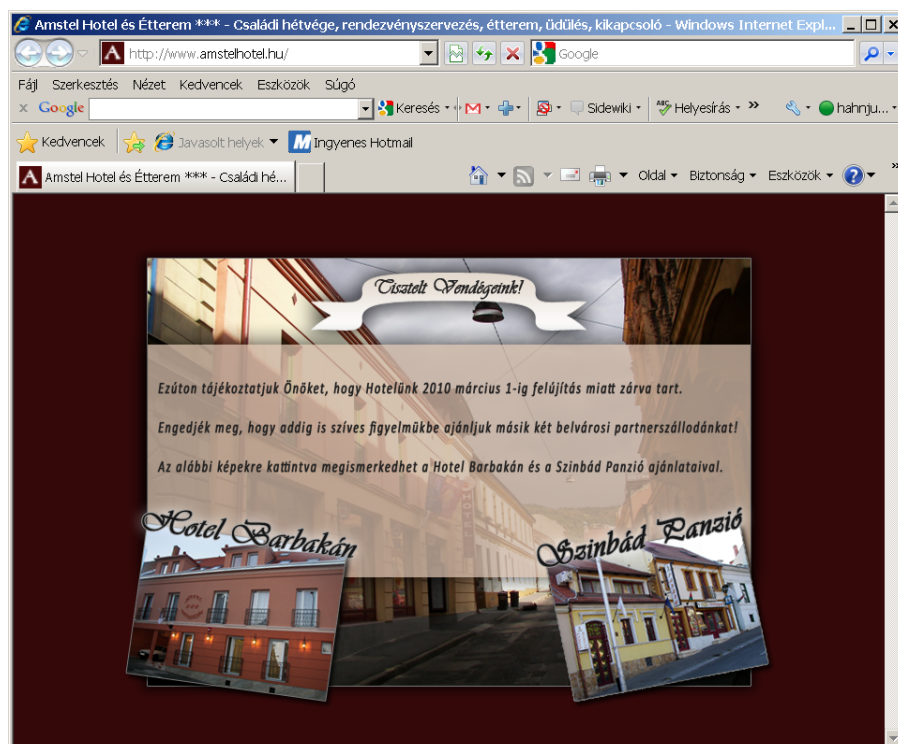 Amstel Hotel és Étterem *** - Családi hétvége, rendezvényszervezés, étterem, üdülés, kikapcsoló - Windows Internet Expl...
http://www.amstelhotel.hu/
Google
Fájl Szerkesztés Nézet Kedvencek Eszközök Súgó
x Google Keresés Sidewiki Helyesírás » hahnju...
Kedvencek Javasolt helyek Ingyenes Hotmail
Amstel Hotel és Étterem *** - Családi hé... Oldal Biztonság Eszközök »
Tisztelt Vendégeink!
Ezúton tájékoztatjuk Önöket, hogy Hotelünk 2010 március 1-ig felújítás miatt zárva tart.
Engedjék meg, hogy addig is szíves figyelmükbe ajánljuk másik két belvárosi partnerszállodánkat!
Az alábbi képekre kattintva megismerkedhet a Hotel Barbakán és a Szinbád Panzió ajánlataival.
Hotel Barbakán
Szinbád Panzió
HOTEL